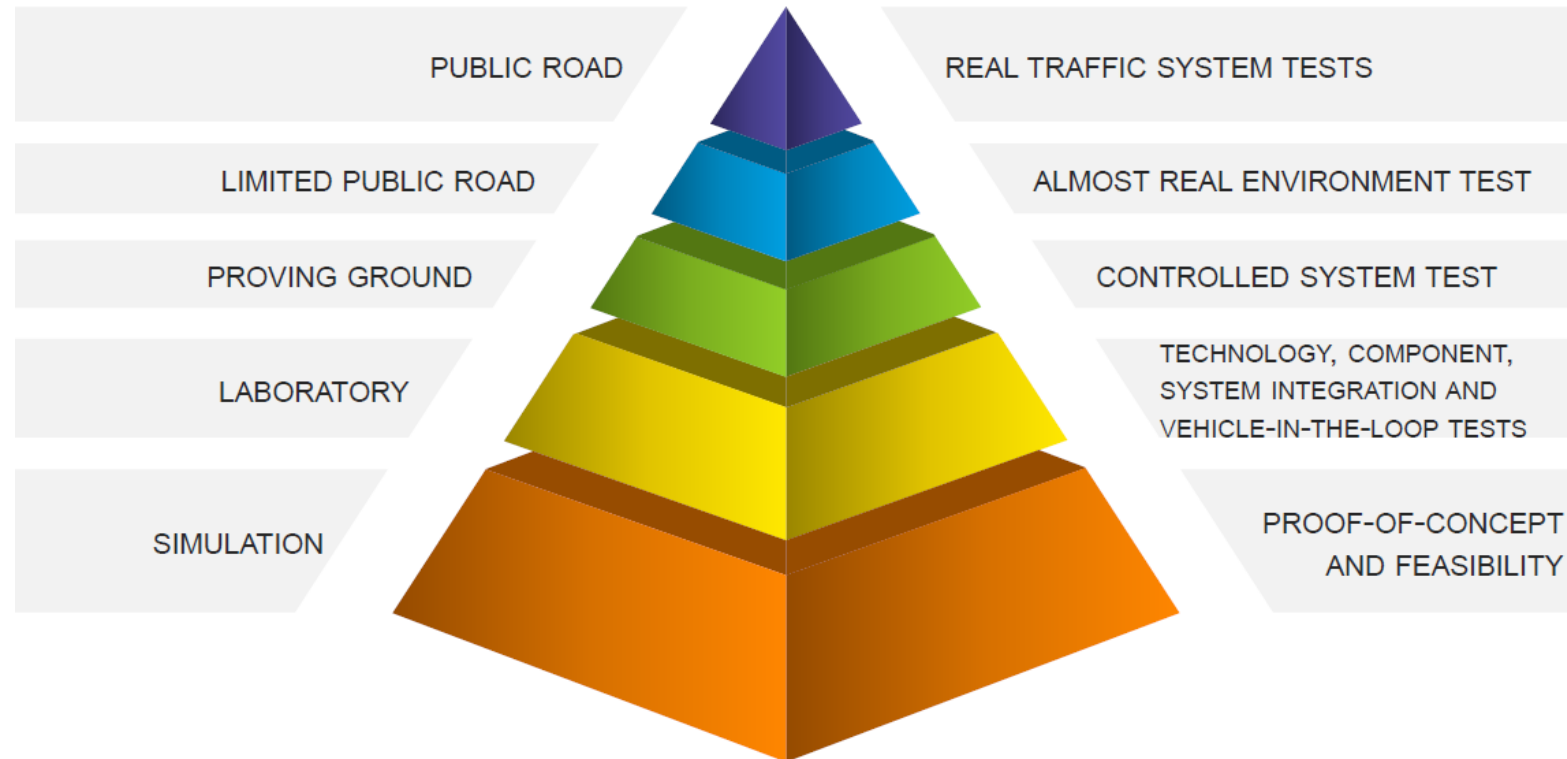 PUBLIC ROAD
REAL TRAFFIC SYSTEM TESTS
LIMITED PUBLIC ROAD
ALMOST REAL ENVIRONMENT TEST
PROVING GROUND
CONTROLLED SYSTEM TEST
LABORATORY
TECHNOLOGY, COMPONENT,
SYSTEM INTEGRATION AND
VEHICLE-IN-THE-LOOP TESTS
SIMULATION
PROOF-OF-CONCEPT
AND FEASIBILITY